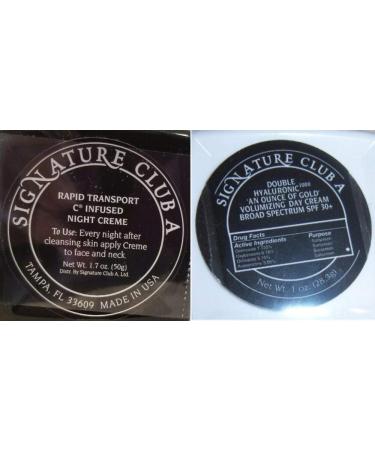 SIGNATURE CLUB A
RAPID TRANSPORT
C® INFUSED
NIGHT CREME
To Use: Every night after
cleansing skin apply Creme
to face and neck.
Net Wt. 1.7 oz. (50g)
Distr. By Signature Club A, Ltd.
TAMPA, FL 33609 MADE IN USA
SIGNATURE CLUB A
DOUBLE
HYALURONIC
'AN OUNCE OF GOLD'
VOLUMIZING DAY CREAM
BROAD SPECTRUM SPF 30+
Drug Facts
Active Ingredients Purpose
Sunscreen
Sunscreen
Sunscreen
Sunscreen
Net Wt. 1 oz. (28.3g)